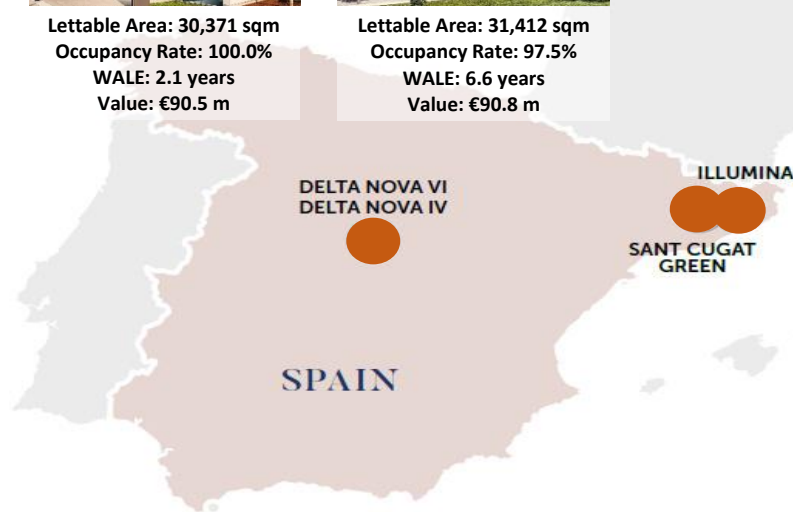 Lettable Area: 30,371 sqm
Occupancy Rate: 100.0%
WALE: 2.1 years
Value: €90.5 m
Lettable Area: 31,412 sqm
Occupancy Rate: 97.5%
WALE: 6.6 years
Value: €90.8 m
DELTA NOVA VI
DELTA NOVA IV
ILLUMINA
SANT CUGAT
GREEN
SPAIN